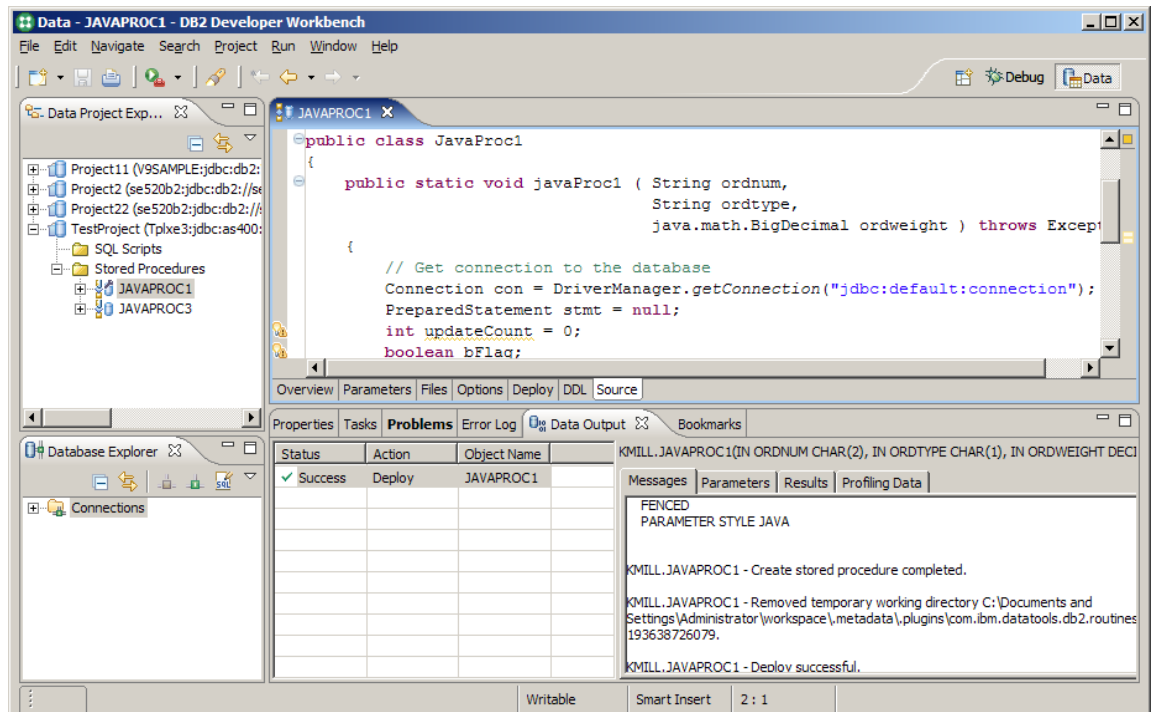 Data - JAVAPROC1 - DB2 Developer Workbench
File Edit Navigate Search Project Run Window Help
Debug Data
Data Project Exp...
Project11 (V9SAMPLE:jdbc:db2:
Project2 (se520b2:jdbc:db2://se
Project22 (se520b2:jdbc:db2://
TestProject (Tplxe3:jdbc:as400:
SQL Scripts
Stored Procedures
JAVAPROC1
JAVAPROC3
JAVAPROC1
public class JavaProc1
{
public static void javaProc1 ( String ordnum,
String ordtype,
java.math.BigDecimal ordweight ) throws Except
{
// Get connection to the database
Connection con = DriverManager.getConnection("jdbc:default:connection");
PreparedStatement stmt = null;
int updateCount = 0;
boolean bFlag;
Overview Parameters Files Options Deploy DDL Source
Database Explorer
SQL
Connections
Properties Tasks Problems Error Log Data Output Bookmarks
Status Action Object Name
Success Deploy JAVAPROC1
KMILL.JAVAPROC1(IN ORDNUM CHAR(2), IN ORDTYPE CHAR(1), IN ORDWEIGHT DECI
Messages Parameters Results Profiling Data
FENCED
PARAMETER STYLE JAVA
KMILL.JAVAPROC1 - Create stored procedure completed.
KMILL.JAVAPROC1 - Removed temporary working directory C:\Documents and
Settings\Administrator\workspace\.metadata\.plugins\com.ibm.datatools.db2.routines
193638726079.
KMILL.JAVAPROC1 - Deploy successful.
Writable Smart Insert 2 : 1